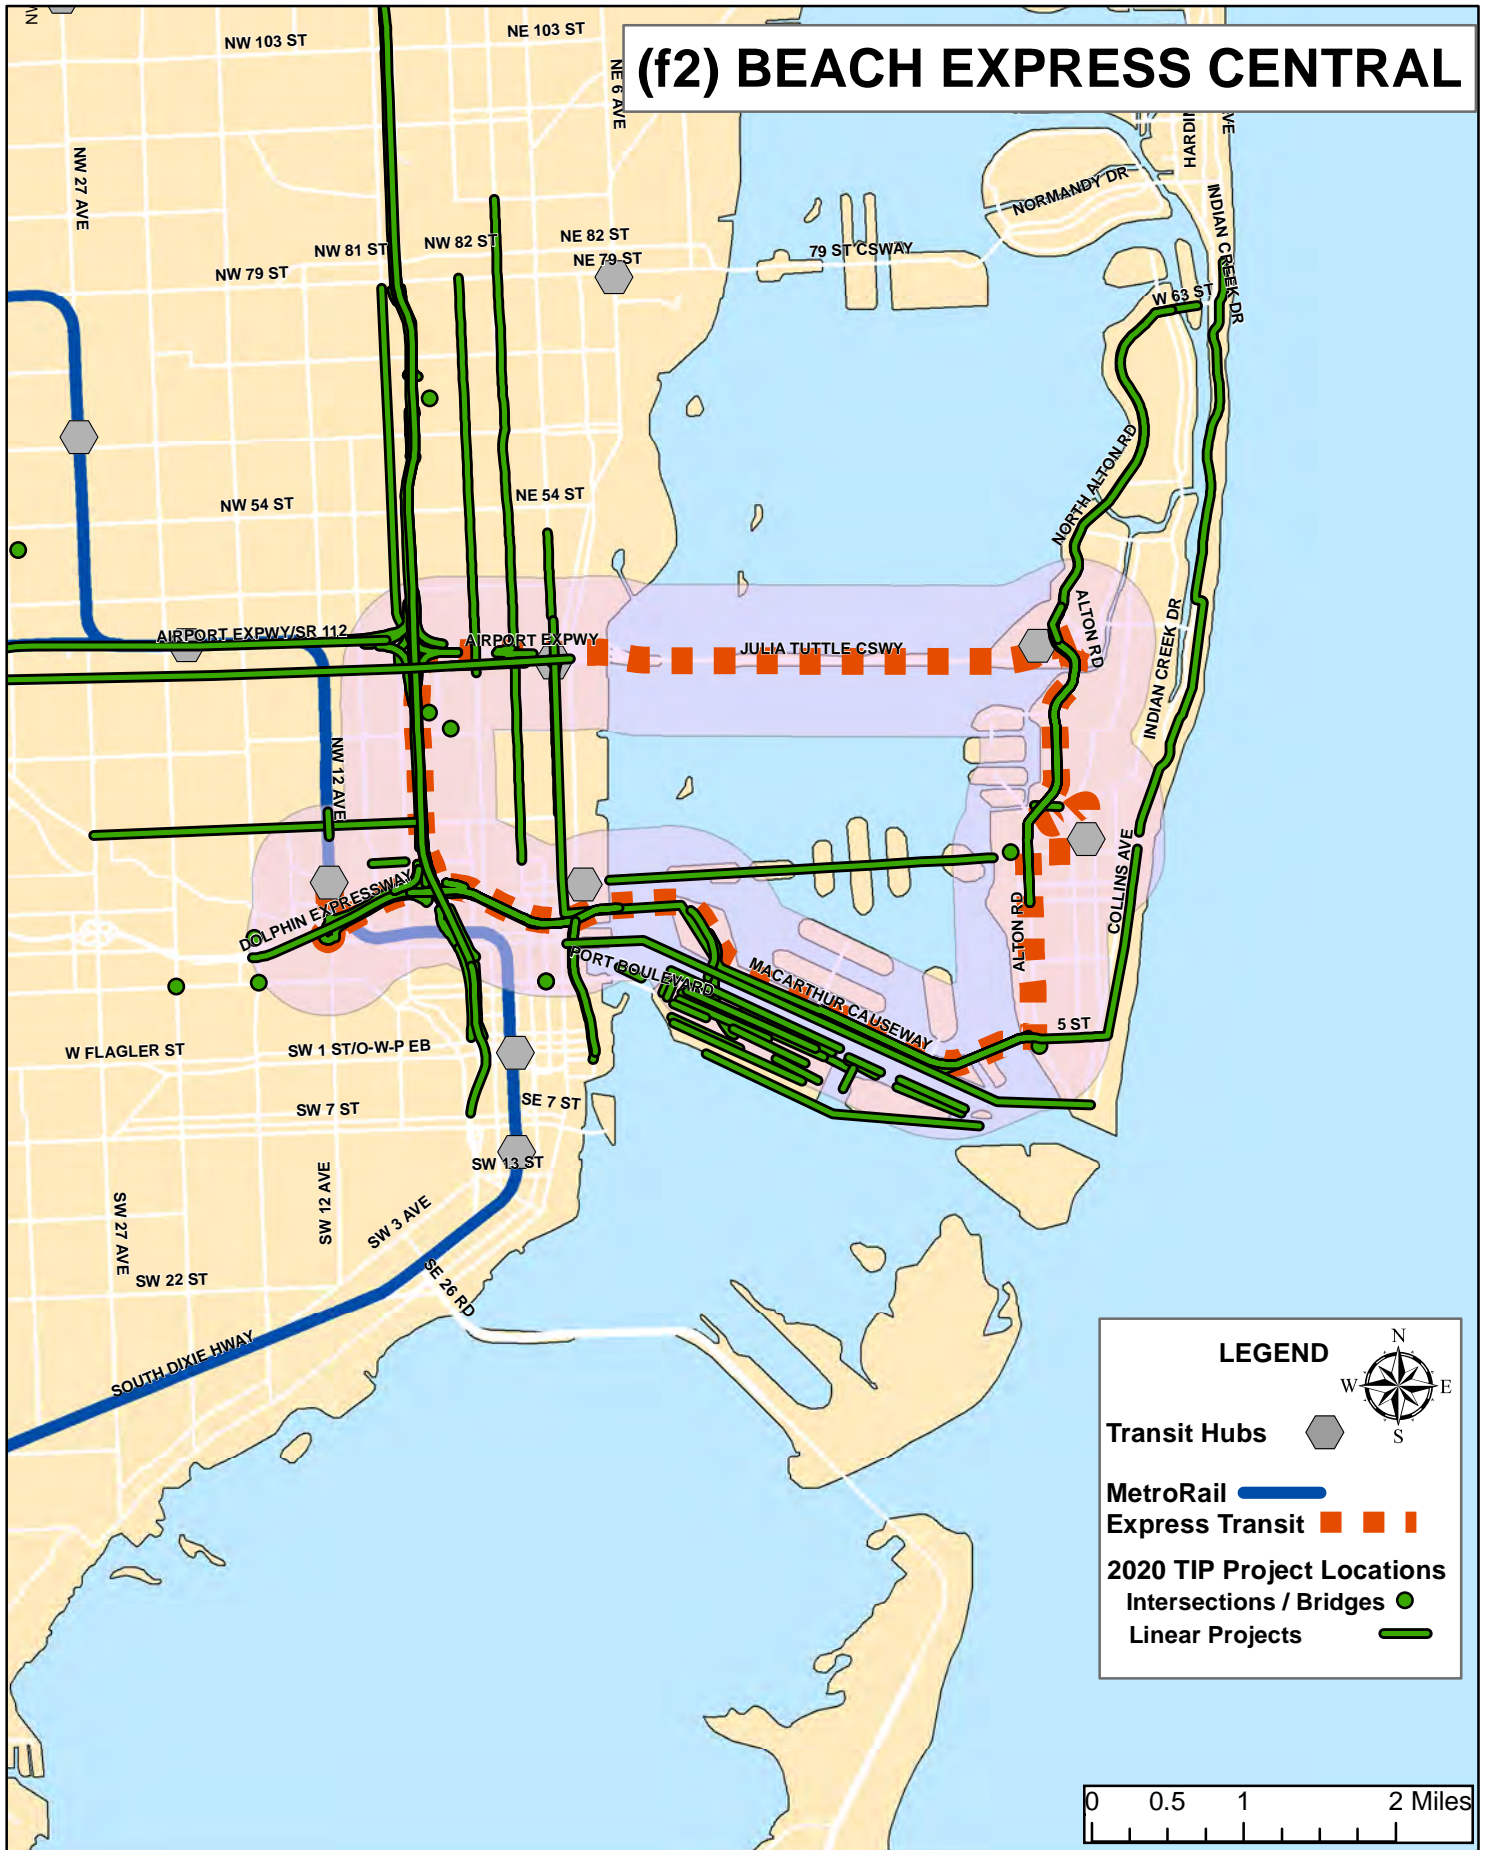 (f2) BEACH EXPRESS CENTRAL
NW 103 ST
NE 103 ST
NE 6 AVE
NW 27 AVE
NORMANDY DR
INDIAN CREEK DR
NW 81 ST
NW 82 ST
NE 82 ST
NE 79 ST
79 ST CSWAY
NW 79 ST
W 63 ST
NORTH ALTON RD
NW 54 ST
NE 54 ST
AIRPORT EXPWY/SR 112
AIRPORT EXPWY
JULIA TUTTLE CSWY
ALTON RD
INDIAN CREEK DR
NW 12 AVE
DOLPHIN EXPRESSWAY
COLLINS AVE
ALTON RD
PORT BOULEVARD
MACARTHUR CAUSEWAY
5 ST
W FLAGLER ST
SW 1 ST/O-W-P EB
SW 7 ST
SE 7 ST
SW 13 ST
SW 27 AVE
SW 12 AVE
SW 3 AVE
SW 22 ST
SE 26 RD
SOUTH DIXIE HWAY
LEGEND
N
W
E
S
Transit Hubs
MetroRail
Express Transit
2020 TIP Project Locations
Intersections / Bridges
Linear Projects
0 0.5 1 2 Miles